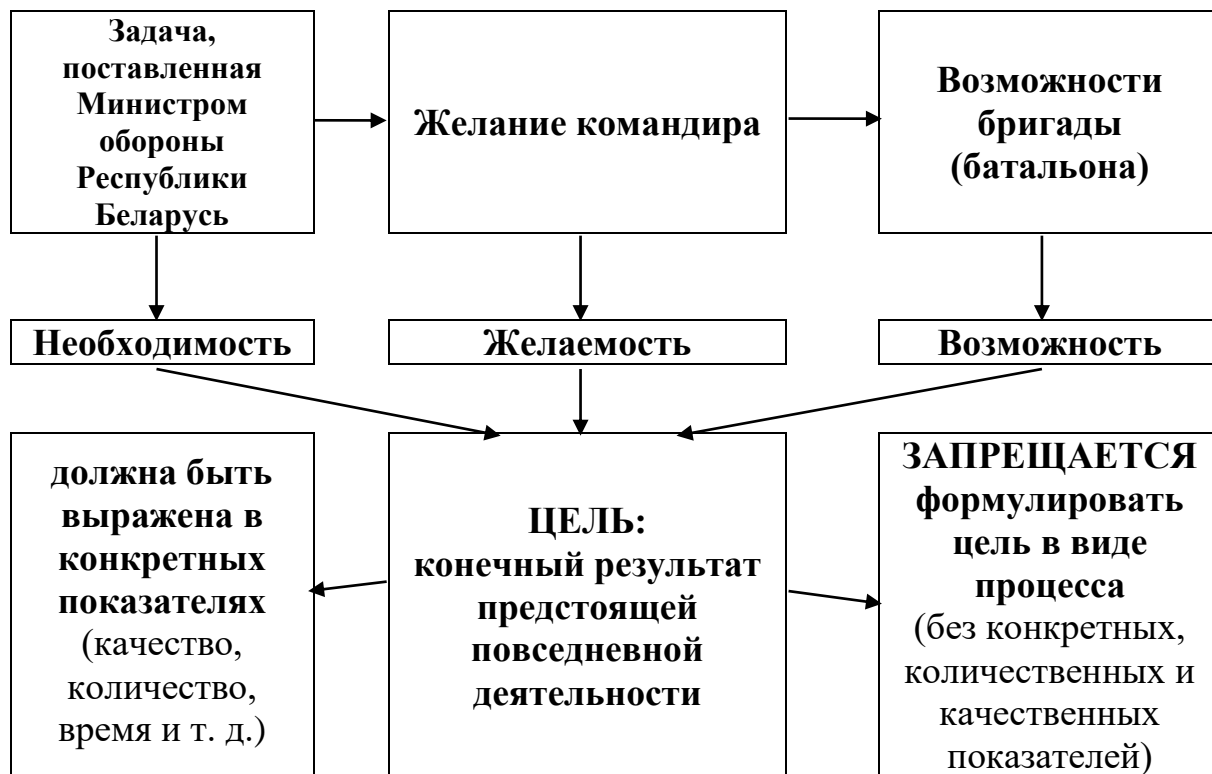 Задача,
поставленная
Министром
обороны
Республики
Беларусь
Желание командира
Возможности
бригады
(батальона)
Необходимость
Желаемость
Возможность
должна быть
выражена в
конкретных
показателях
(качество,
количество,
время и т. д.)
ЦЕЛЬ:
конечный результат
предстоящей
повседневной
деятельности
ЗАПРЕЩАЕТСЯ
формулировать
цель в виде
процесса
(без конкретных,
количественных и
качественных
показателей)